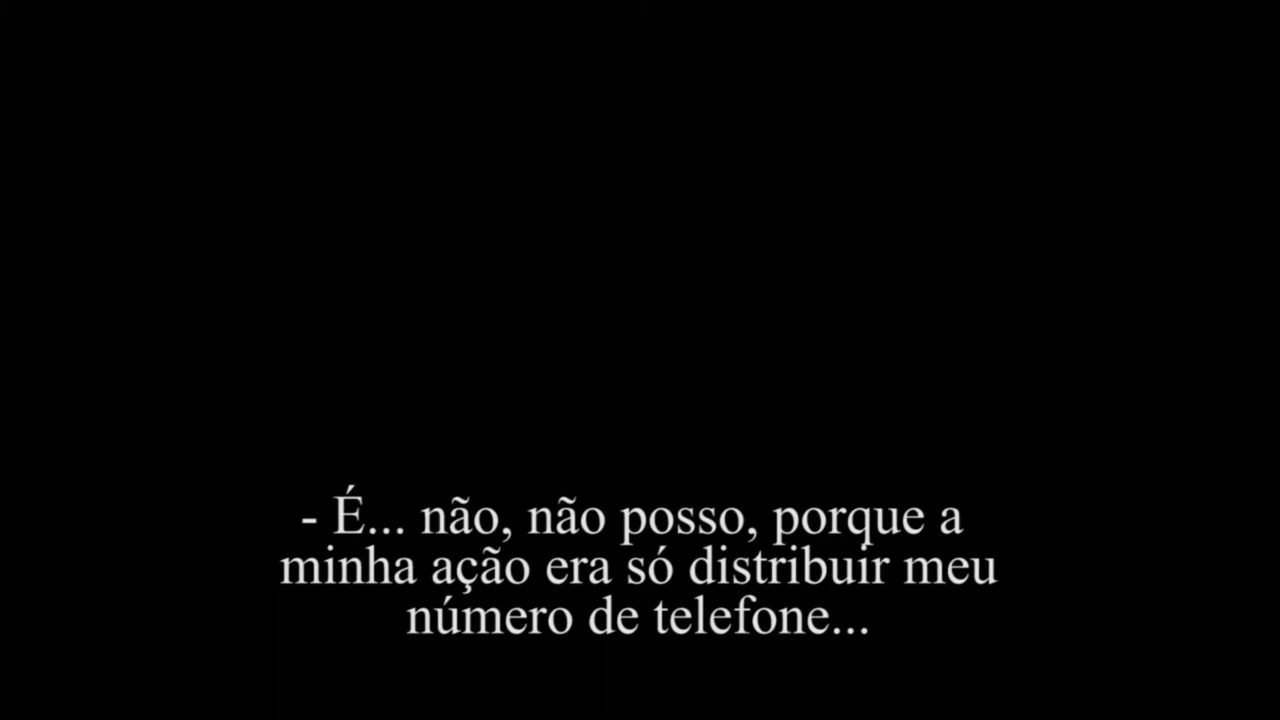 - É... não, não posso, porque a
minha ação era só distribuir meu
número de telefone...